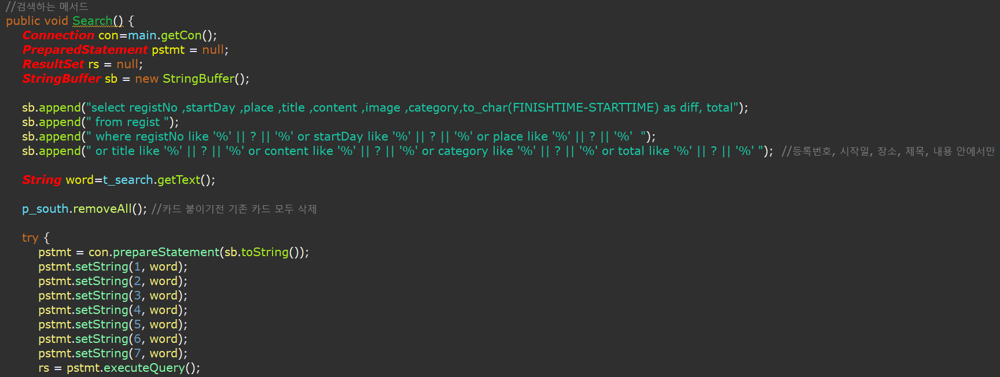 //검색하는 메서드
public void Search() {
Connection con=main.getCon();
PreparedStatement pstmt = null;
ResultSet rs = null;
StringBuffer sb = new StringBuffer();
sb.append("select registNo ,startDay ,place ,title ,content ,image ,category,to_char(FINISHTIME-STARTTIME) as diff, total");
sb.append(" from regist ");
sb.append(" where registNo like '%' || ? || '%' or startDay like '%' || ? || '%' or place like '%' || ? || '%'  ");
sb.append(" or title like '%' || ? || '%' or content like '%' || ? || '%' or category like '%' || ? || '%' or total like '%' || ? || '%' ");  //등록번호, 시작일, 장소, 제목, 내용 안에서만
String word=t_search.getText();
p_south.removeAll(); //카드 붙이기전 기존 카드 모두 삭제
try {
pstmt = con.prepareStatement(sb.toString());
pstmt.setString(1, word);
pstmt.setString(2, word);
pstmt.setString(3, word);
pstmt.setString(4, word);
pstmt.setString(5, word);
pstmt.setString(6, word);
pstmt.setString(7, word);
rs = pstmt.executeQuery();